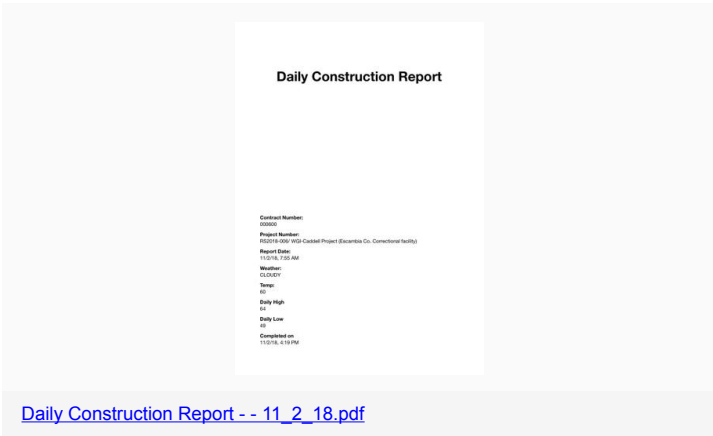 Daily Construction Report
Contract Number:
000600
Project Number:
RS2018-006/ WGI-Caddell Project (Escambia Co. Correctional facility)
Report Date:
11/2/18, 7:55 AM
Weather:
CLOUDY
Temp:
60
Daily High
64
Daily Low
49
Completed on
11/2/18, 4:19 PM
Daily Construction Report - - 11_2_18.pdf